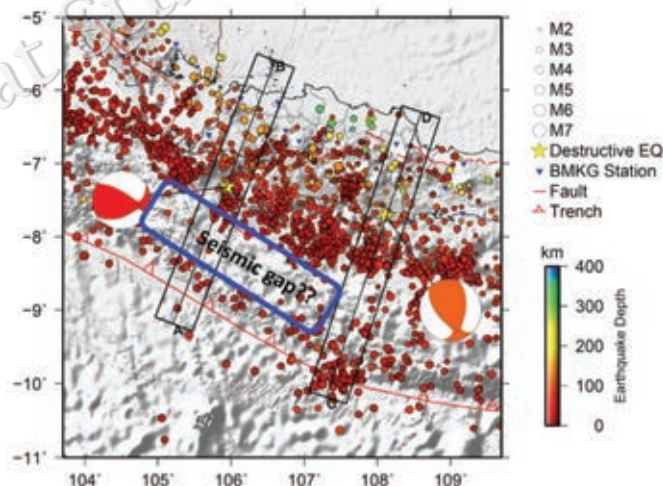 −5˚
−6˚
−7˚
−8˚
−9˚
−10˚
−11˚
104˚
105˚
106˚
107˚
108˚
109˚
B
D
A
C
Seismic gap??
M2
M3
M4
M5
M6
M7
Destructive EQ
BMKG Station
Fault
Trench
km
400
300
200
100
0
Earthquake Depth